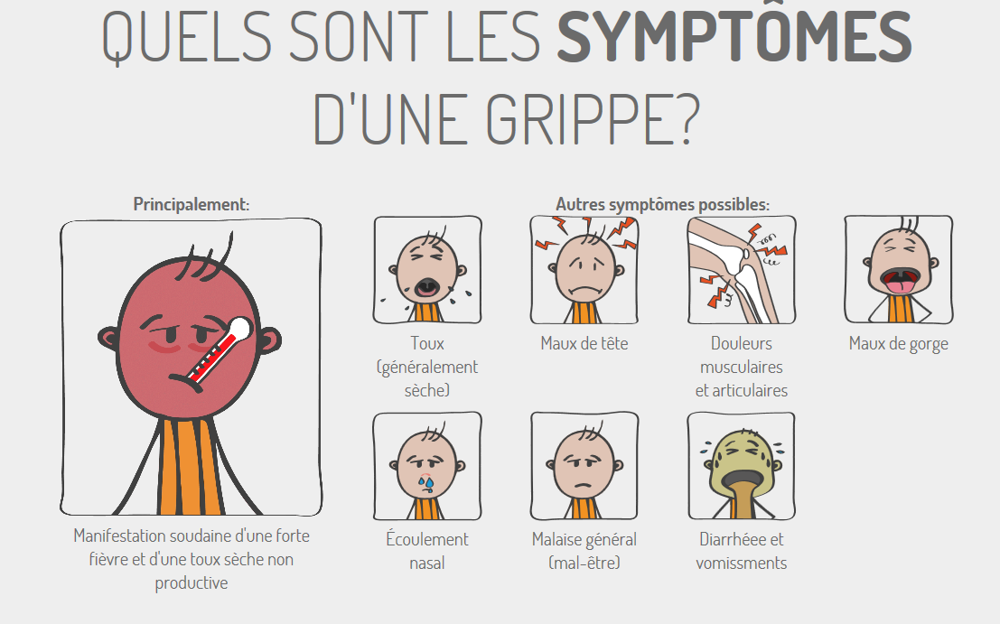 QUELS SONT LES SYMPTÔMES
D'UNE GRIPPE?
Principalement:
Manifestation soudaine d'une forte
fièvre et d'une toux sèche non
productive
Autres symptômes possibles:
Toux
(généralement
sèche)
Maux de tête
Douleurs
musculaires
et articulaires
Maux de gorge
Écoulement
nasal
Malaise général
(mal-être)
Diarrhéee et
vomissments